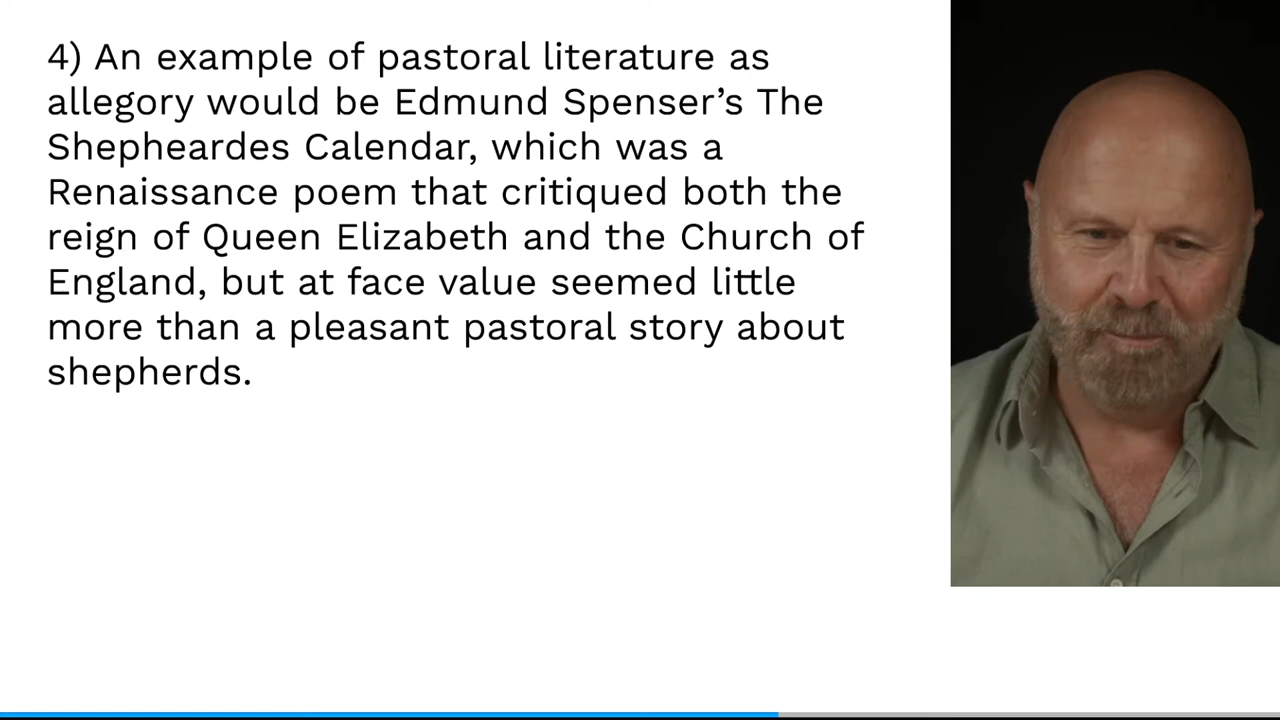 4) An example of pastoral literature as
allegory would be Edmund Spenser’s The
Shepheardes Calendar, which was a
Renaissance poem that critiqued both the
reign of Queen Elizabeth and the Church of
England, but at face value seemed little
more than a pleasant pastoral story about
shepherds.